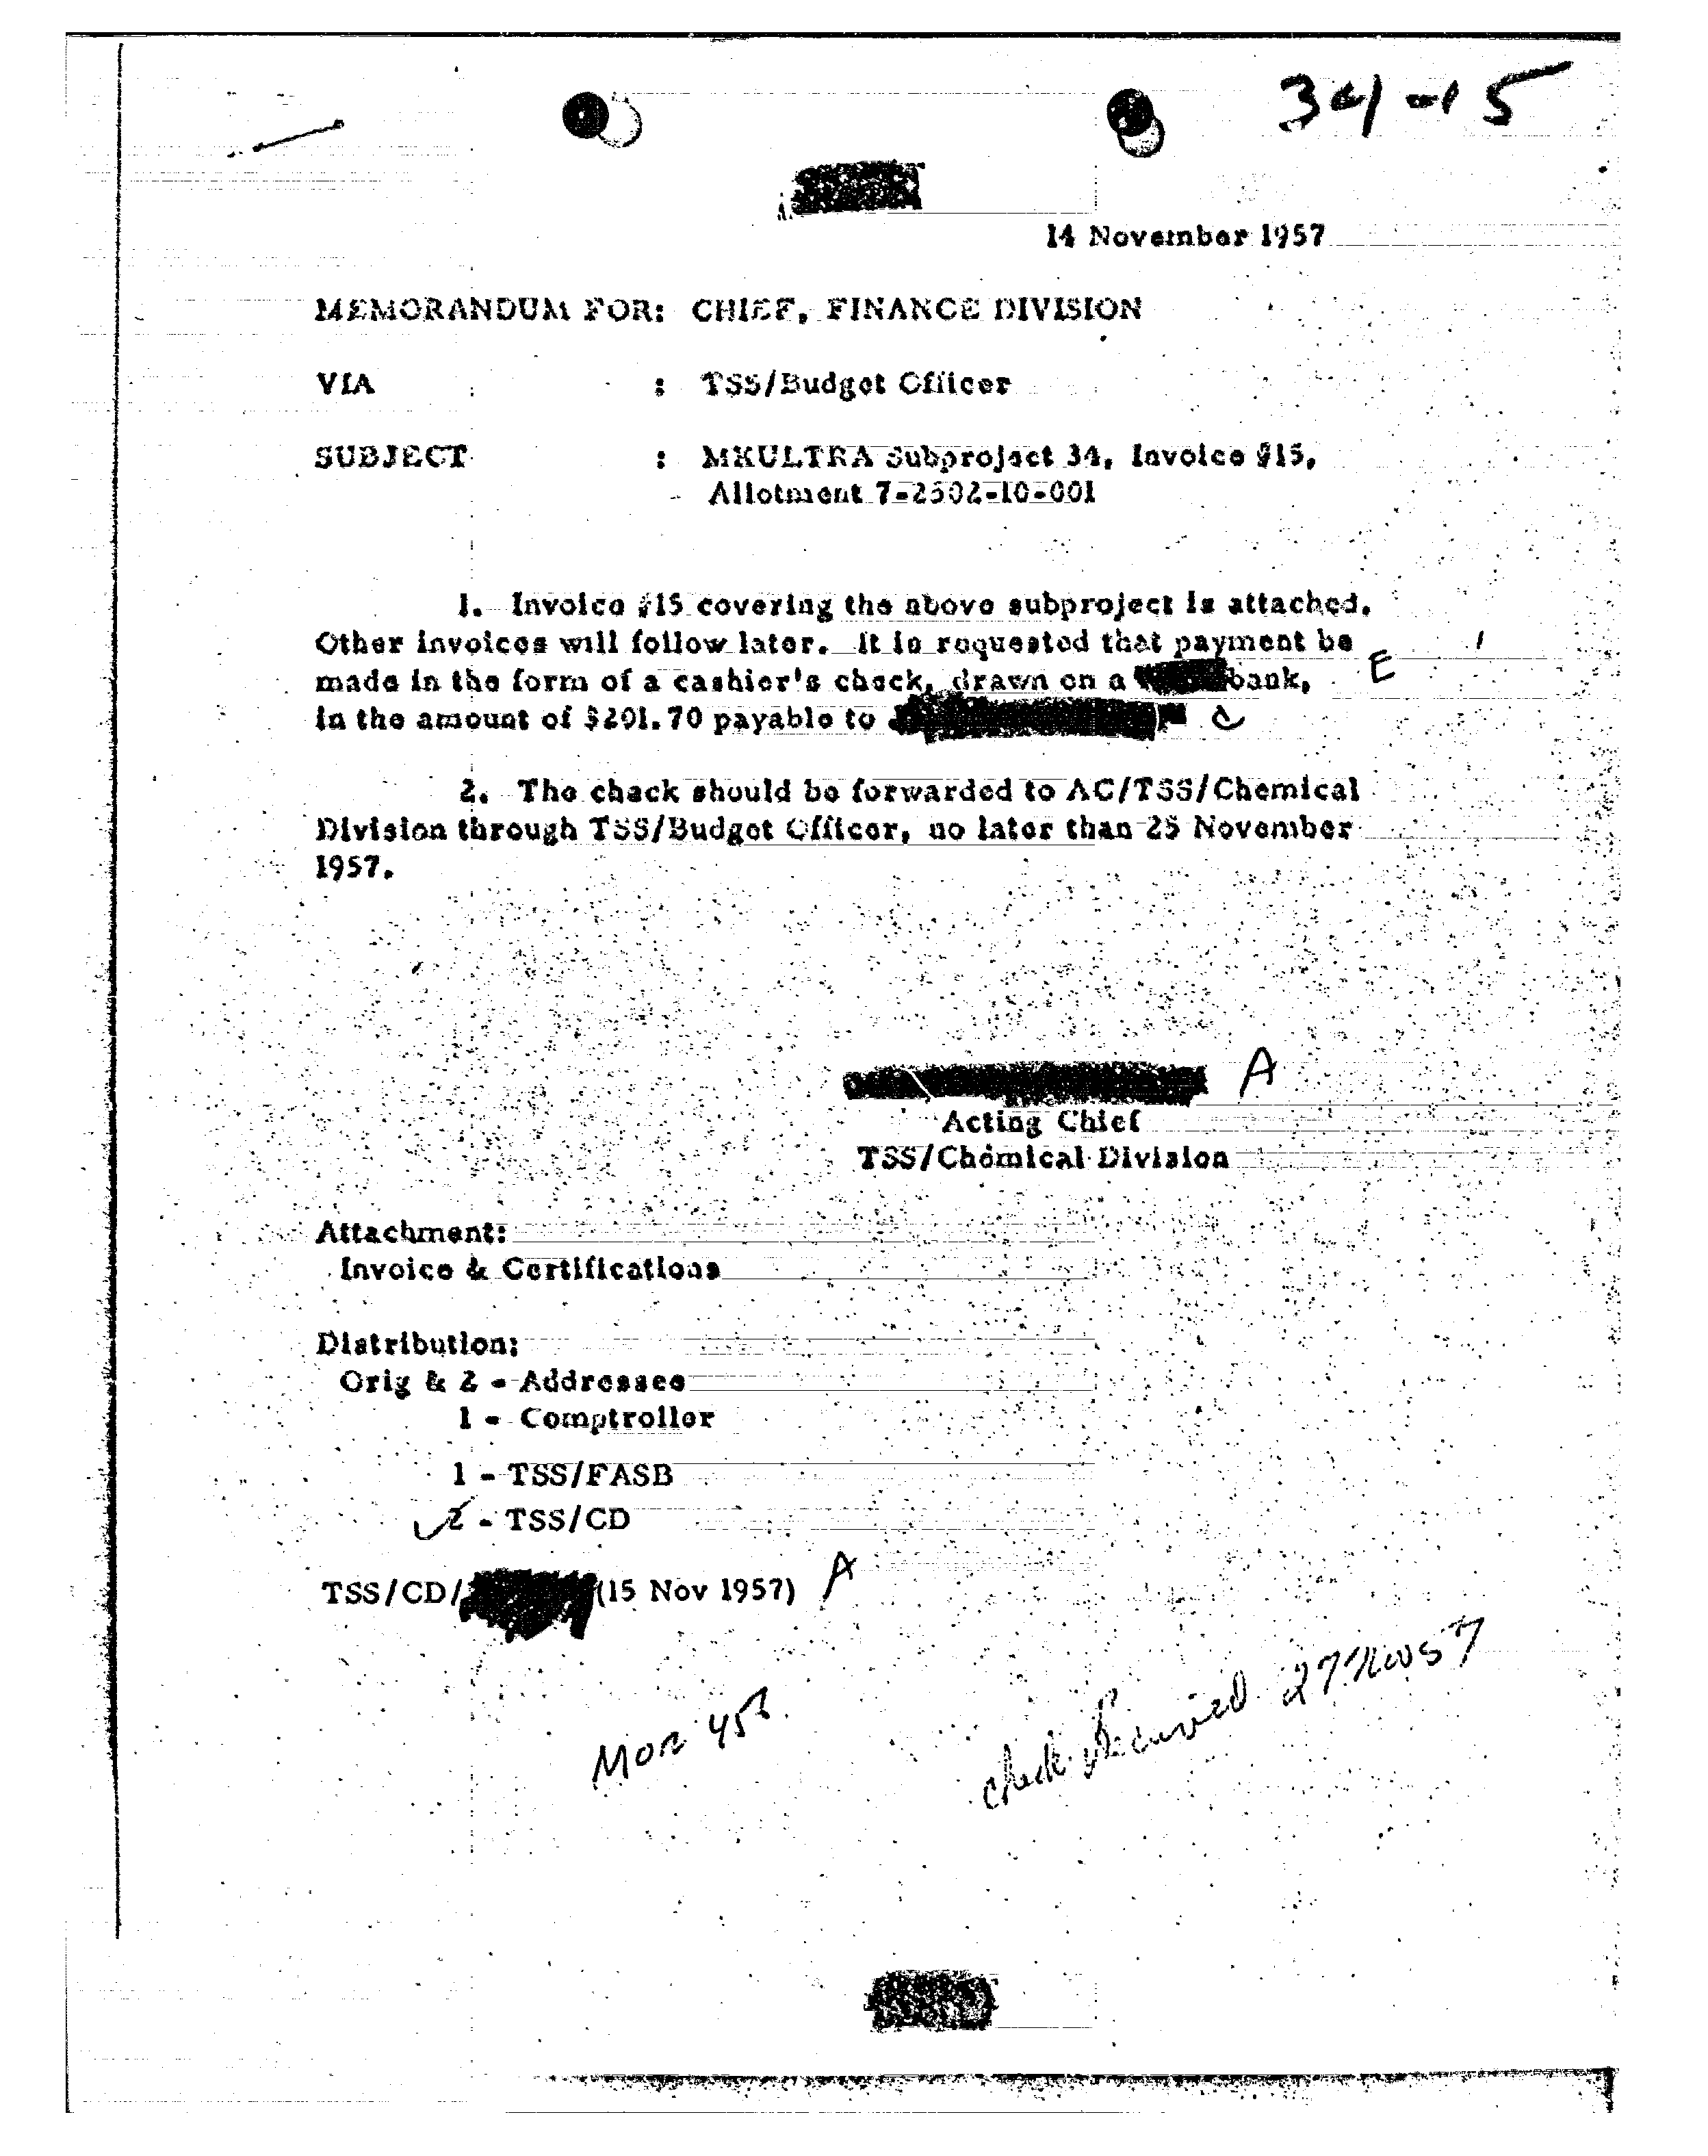 34-15
14 November 1957
MEMORANDUM FOR: CHIEF, FINANCE DIVISION
VIA : TSS/Budget Officer
SUBJECT : MKULTRA Subproject 34, Invoice #15,
Allotment 7-2502-10-001
1. Invoice #15 covering the above subproject is attached.
Other invoices will follow later. It is requested that payment be
made in the form of a cashier's check, drawn on a bank, E
in the amount of $201.70 payable to C
2. The check should be forwarded to AC/TSS/Chemical
Division through TSS/Budget Officer, no later than 25 November
1957.
A
Acting Chief
TSS/Chemical Division
Attachment:
Invoice & Certifications
Distribution:
Orig & 2 - Addressee
1 - Comptroller
1 - TSS/FASB
2 - TSS/CD
TSS/CD/ (15 Nov 1957) A
check Received 27 Nov 57